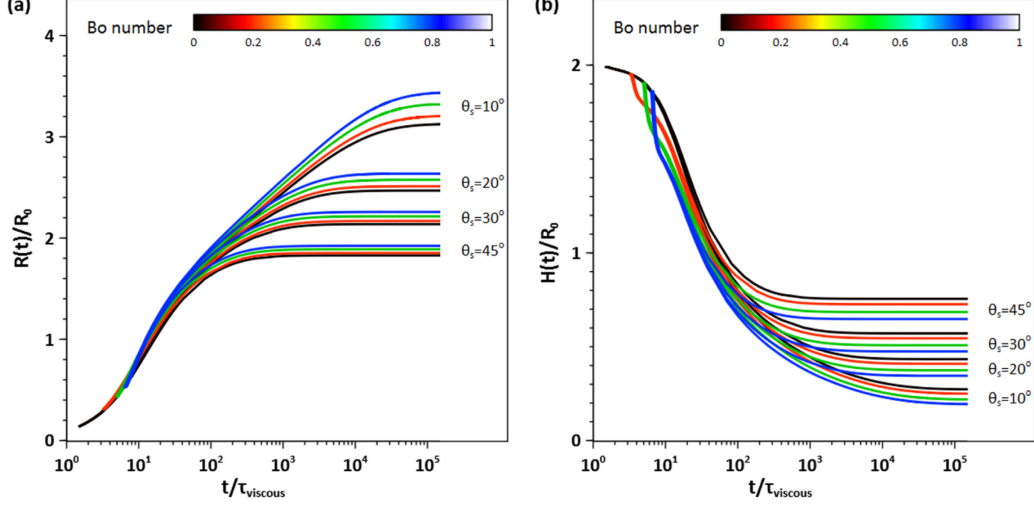 (a)
Bo number
0 0.2 0.4 0.6 0.8 1
4
3
2
1
0
R(t)/R₀
θₛ=10°
θₛ=20°
θₛ=30°
θₛ=45°
10⁰ 10¹ 10² 10³ 10⁴ 10⁵
t/τviscous
(b)
Bo number
0 0.2 0.4 0.6 0.8 1
2
1
0
H(t)/R₀
θₛ=45°
θₛ=30°
θₛ=20°
θₛ=10°
10⁰ 10¹ 10² 10³ 10⁴ 10⁵
t/τviscous